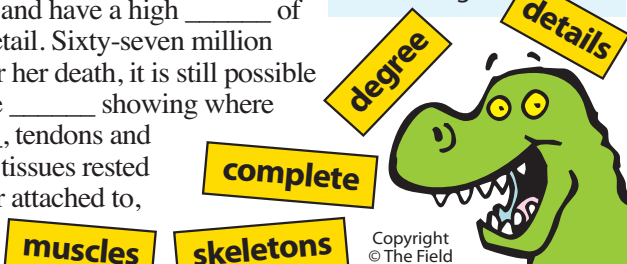 and have a high ______ of
etail. Sixty-seven million
r her death, it is still possible
e ______ showing where
_, tendons and
tissues rested
r attached to,
degree
details
complete
muscles
skeletons
Copyright
© The Field